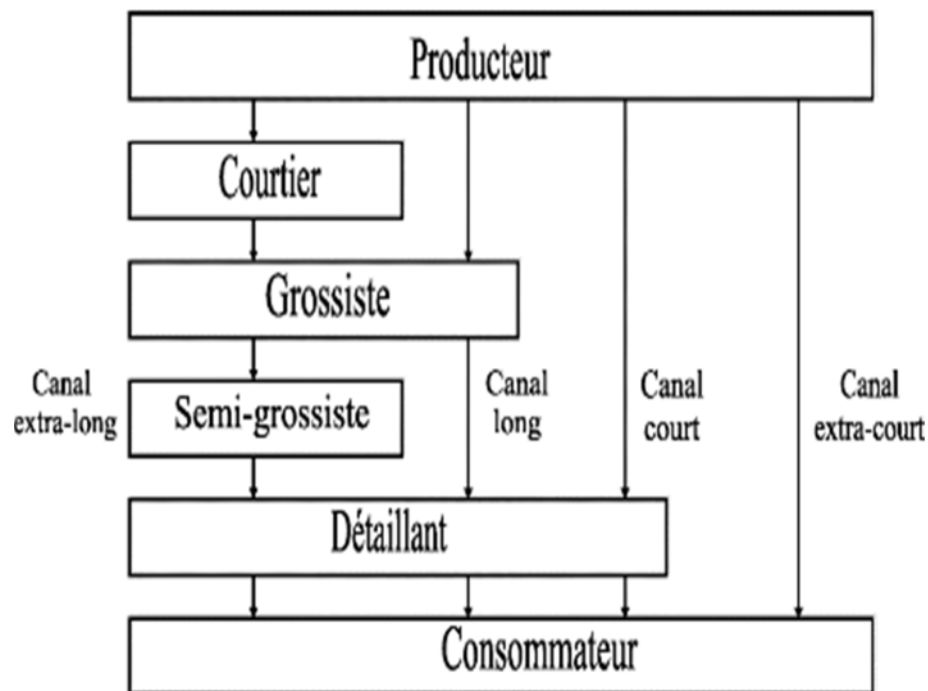 Producteur
Courtier
Grossiste
Canal
extra-long
Semi-grossiste
Canal
long
Canal
court
Canal
extra-court
Détaillant
Consommateur